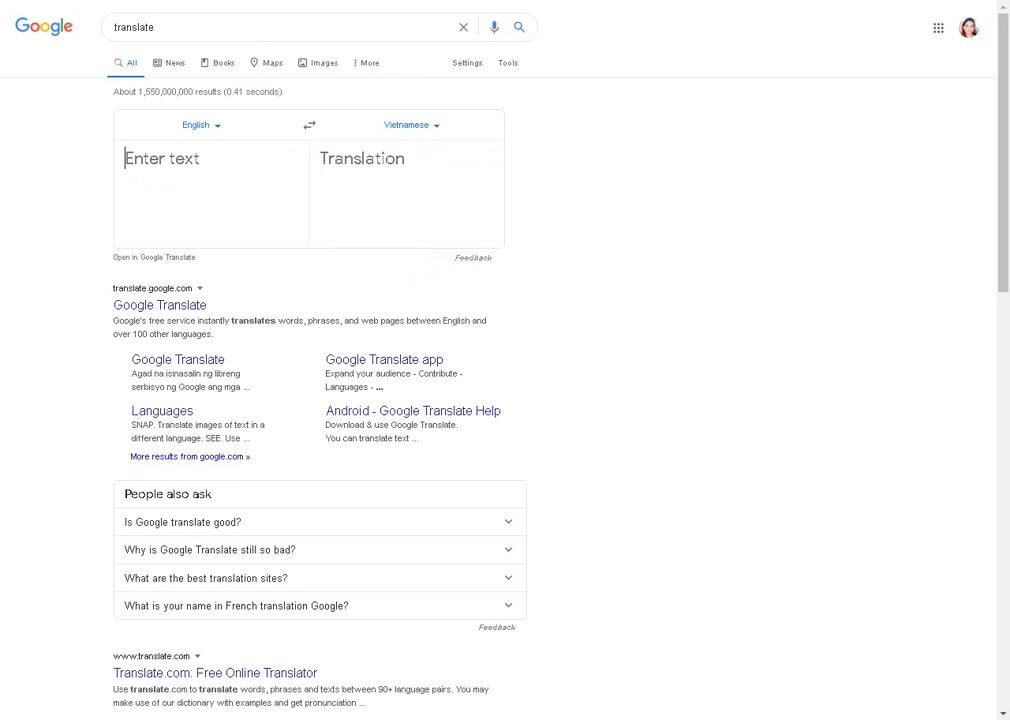 Google
translate
All News Books Maps Images More Settings Tools
About 1,550,000,000 results (0.41 seconds)
English Vietnamese
Enter text Translation
Open in Google Translate Feedback
translate.google.com
Google Translate
Google's free service instantly translates words, phrases, and web pages between English and
over 100 other languages.
Google Translate
Agad na isinasalin ng libreng
serbisyo ng Google ang mga ...
Google Translate app
Expand your audience - Contribute -
Languages - ...
Languages
SNAP. Translate images of text in a
different language. SEE. Use ...
Android - Google Translate Help
Download & use Google Translate.
You can translate text ...
More results from google.com »
People also ask
Is Google translate good?
Why is Google Translate still so bad?
What are the best translation sites?
What is your name in French translation Google?
Feedback
www.translate.com
Translate.com: Free Online Translator
Use translate.com to translate words, phrases and texts between 90+ language pairs. You may
make use of our dictionary with examples and get pronunciation ...